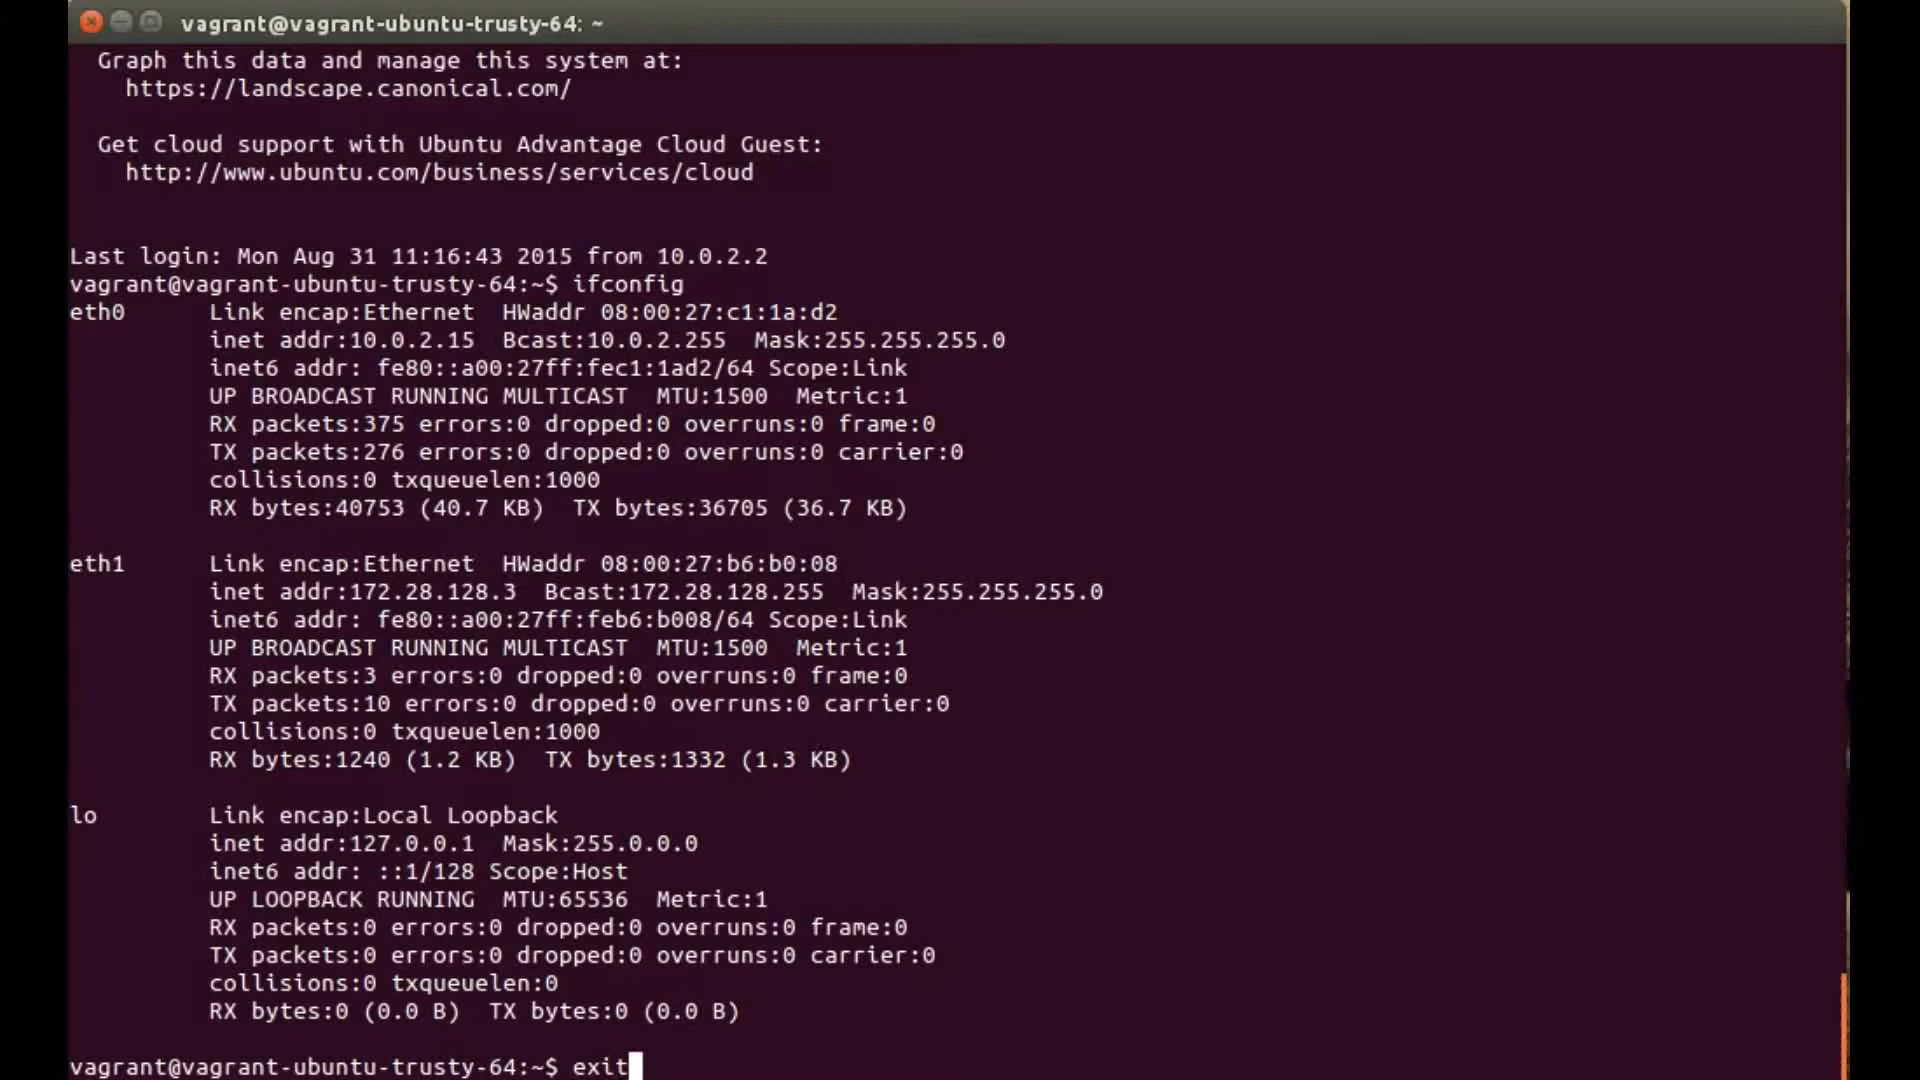 vagrant@vagrant-ubuntu-trusty-64: ~
Graph this data and manage this system at:
https://landscape.canonical.com/
Get cloud support with Ubuntu Advantage Cloud Guest:
http://www.ubuntu.com/business/services/cloud
Last login: Mon Aug 31 11:16:43 2015 from 10.0.2.2
vagrant@vagrant-ubuntu-trusty-64:~$ ifconfig
eth0 Link encap:Ethernet HWaddr 08:00:27:c1:1a:d2
inet addr:10.0.2.15 Bcast:10.0.2.255 Mask:255.255.255.0
inet6 addr: fe80::a00:27ff:fec1:1ad2/64 Scope:Link
UP BROADCAST RUNNING MULTICAST MTU:1500 Metric:1
RX packets:375 errors:0 dropped:0 overruns:0 frame:0
TX packets:276 errors:0 dropped:0 overruns:0 carrier:0
collisions:0 txqueuelen:1000
RX bytes:40753 (40.7 KB) TX bytes:36705 (36.7 KB)
eth1 Link encap:Ethernet HWaddr 08:00:27:b6:b0:08
inet addr:172.28.128.3 Bcast:172.28.128.255 Mask:255.255.255.0
inet6 addr: fe80::a00:27ff:feb6:b008/64 Scope:Link
UP BROADCAST RUNNING MULTICAST MTU:1500 Metric:1
RX packets:3 errors:0 dropped:0 overruns:0 frame:0
TX packets:10 errors:0 dropped:0 overruns:0 carrier:0
collisions:0 txqueuelen:1000
RX bytes:1240 (1.2 KB) TX bytes:1332 (1.3 KB)
lo Link encap:Local Loopback
inet addr:127.0.0.1 Mask:255.0.0.0
inet6 addr: ::1/128 Scope:Host
UP LOOPBACK RUNNING MTU:65536 Metric:1
RX packets:0 errors:0 dropped:0 overruns:0 frame:0
TX packets:0 errors:0 dropped:0 overruns:0 carrier:0
collisions:0 txqueuelen:0
RX bytes:0 (0.0 B) TX bytes:0 (0.0 B)
vagrant@vagrant-ubuntu-trusty-64:~$ exit